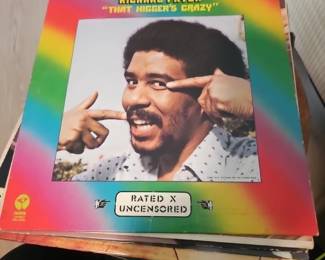 RICHARD PRYOR
"THAT NIGGER'S CRAZY"
RATED X
UNCENSORED